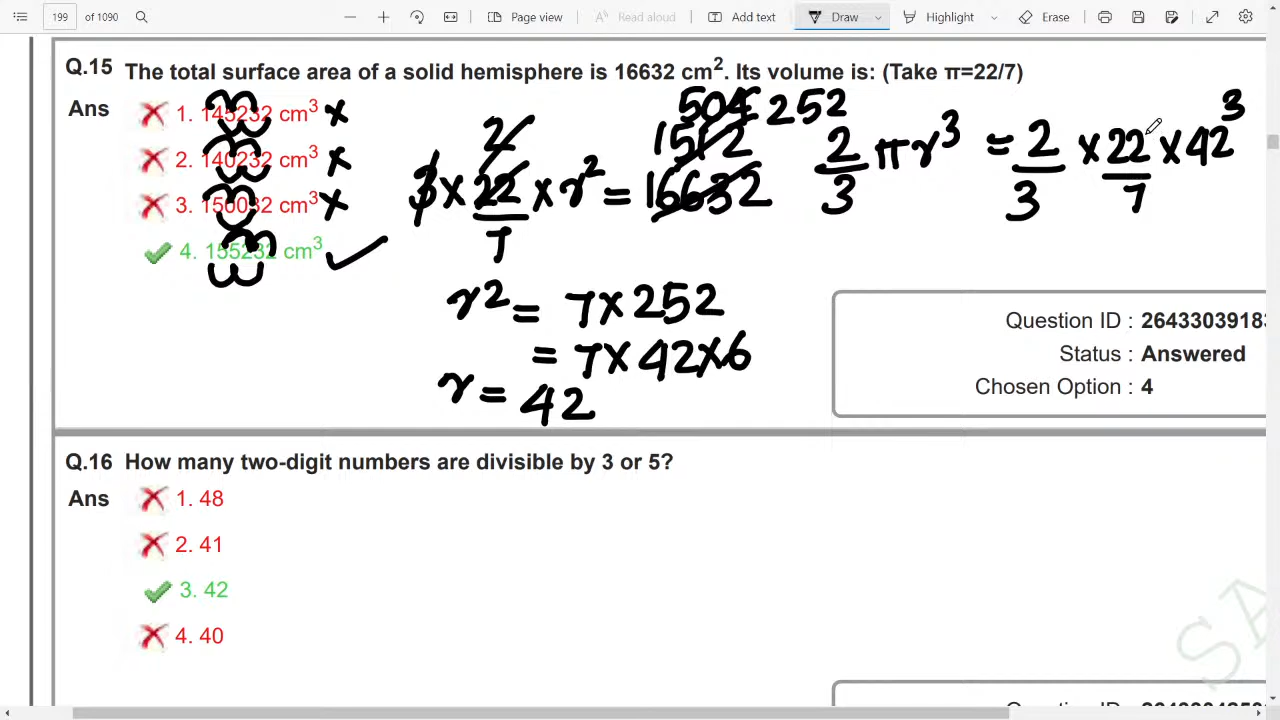 199 of 1090 Page view Read aloud Add text Draw Highlight Erase
Q.15 The total surface area of a solid hemisphere is 16632 cm². Its volume is: (Take π=22/7)
Ans
1. 145232 cm³ ×
2. 140232 cm³ ×
3. 150032 cm³ ×
4. 155232 cm³
504 252
2 1512
3 × 22/7 × r² = 16632
2/3 πr³ = 2/3 × 22/7 × 42³
r² = 7×252
= 7×42×6
r = 42
Question ID : 26433039183
Status : Answered
Chosen Option : 4
Q.16 How many two-digit numbers are divisible by 3 or 5?
Ans
1. 48
2. 41
3. 42
4. 40
SA